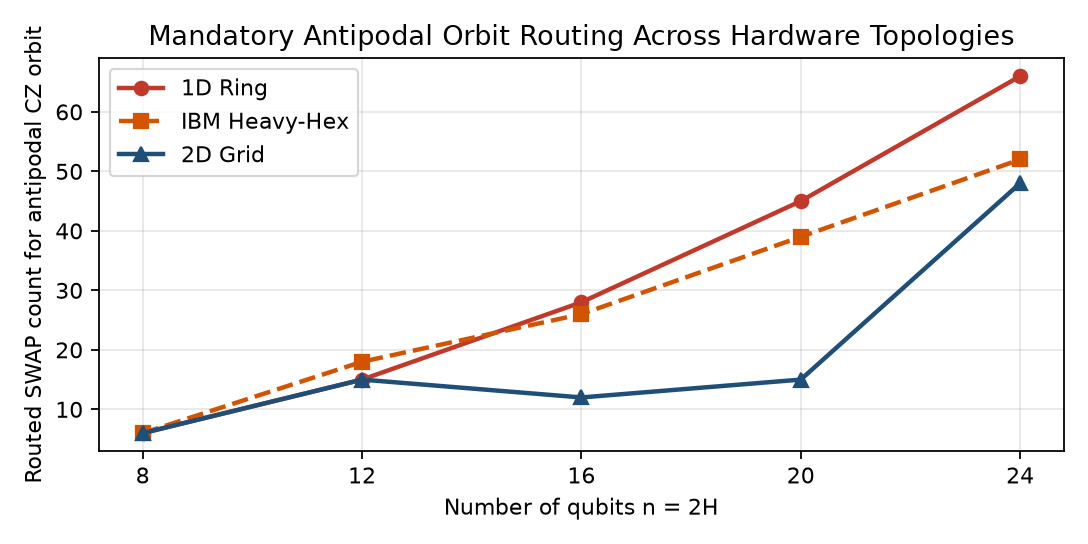 Mandatory Antipodal Orbit Routing Across Hardware Topologies
Routed SWAP count for antipodal CZ orbit
1D Ring
IBM Heavy-Hex
2D Grid
60
50
40
30
20
10
8 12 16 20 24
Number of qubits n = 2H